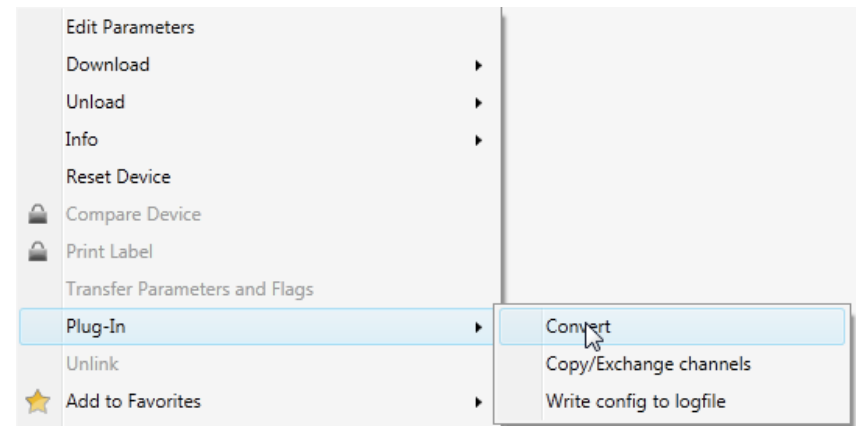 Edit Parameters
Download
Unload
Info
Reset Device
Compare Device
Print Label
Transfer Parameters and Flags
Plug-In
Convert
Unlink
Copy/Exchange channels
Add to Favorites
Write config to logfile